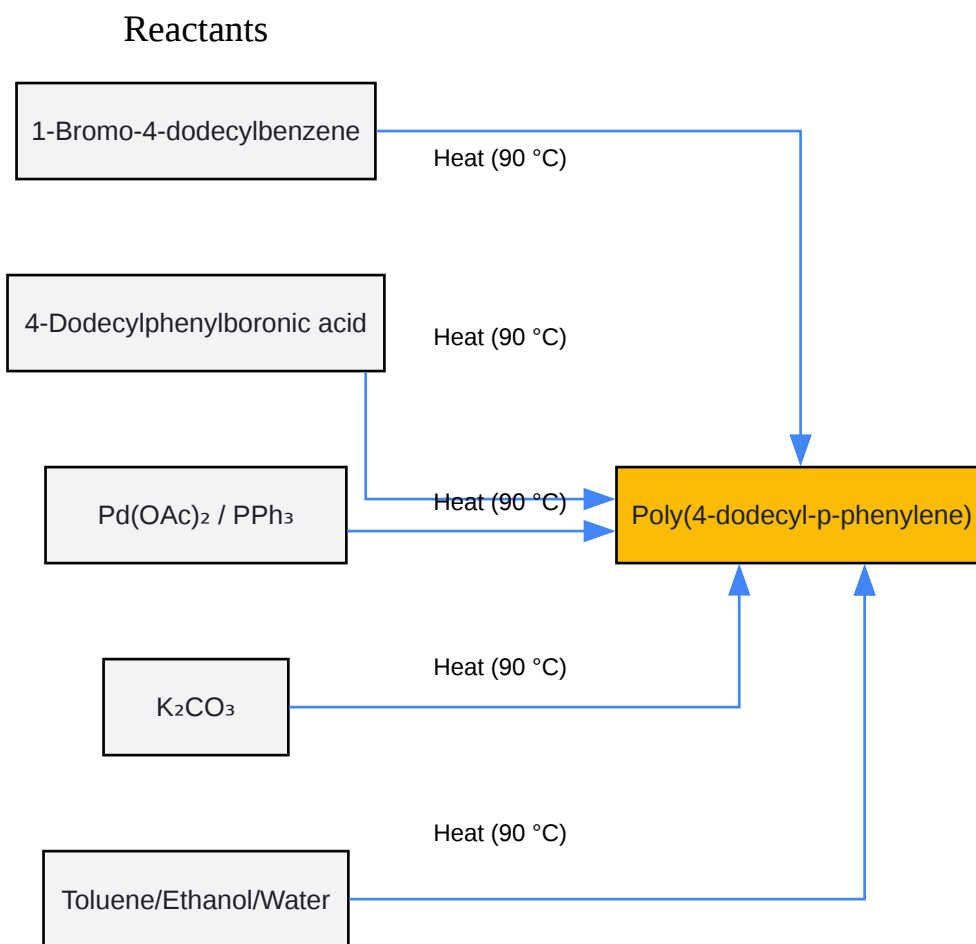 Reactants
1-Bromo-4-dodecylbenzene
Heat (90 °C)
4-Dodecylphenylboronic acid
Heat (90 °C)
Pd(OAc)₂ / PPh₃
Heat (90 °C)
Poly(4-dodecyl-p-phenylene)
K₂CO₃
Heat (90 °C)
Toluene/Ethanol/Water
Heat (90 °C)